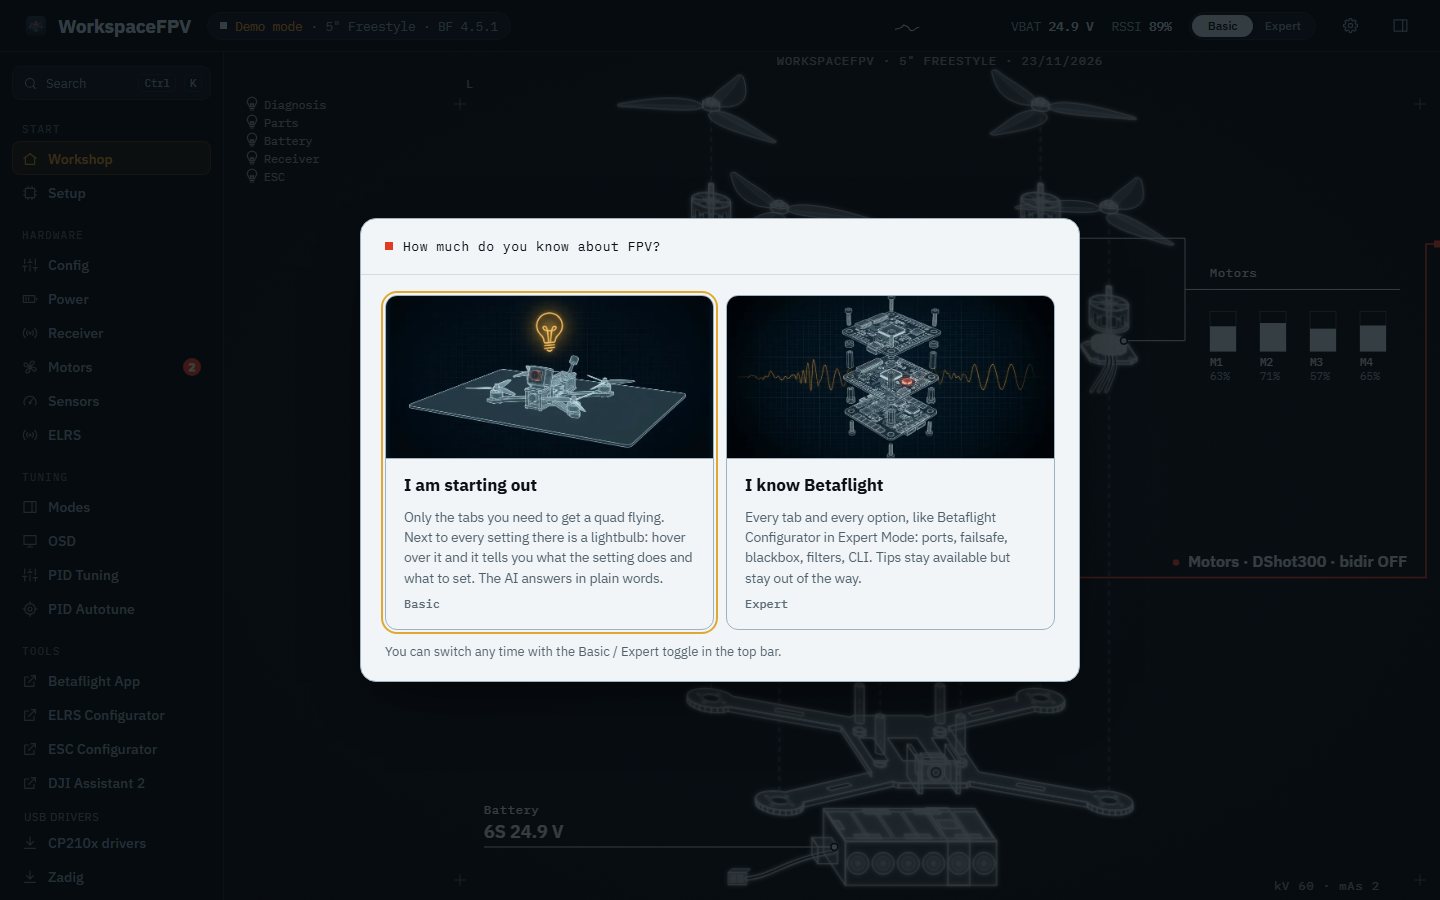 WorkspaceFPV
Demo mode · 5" Freestyle · BF 4.5.1
VBAT 24.9 V
RSSI 89%
Basic
Expert
Search
Ctrl K
START
Workshop
Setup
HARDWARE
Config
Power
Receiver
Motors
2
Sensors
ELRS
TUNING
Modes
OSD
PID Tuning
PID Autotune
TOOLS
Betaflight App
ELRS Configurator
ESC Configurator
DJI Assistant 2
USB DRIVERS
CP210x drivers
Zadig
WORKSPACEFPV · 5" FREESTYLE · 23/11/2026
L
Diagnosis
Parts
Battery
Receiver
ESC
How much do you know about FPV?
I am starting out
Only the tabs you need to get a quad flying.
Next to every setting there is a lightbulb: hover
over it and it tells you what the setting does and
what to set. The AI answers in plain words.
Basic
I know Betaflight
Every tab and every option, like Betaflight
Configurator in Expert Mode: ports, failsafe,
blackbox, filters, CLI. Tips stay available but
stay out of the way.
Expert
You can switch any time with the Basic / Expert toggle in the top bar.
Motors
M1 M2 M3 M4
63% 71% 57% 65%
Motors · DShot300 · bidir OFF
Battery
6S 24.9 V
kV 60 · mAs 2